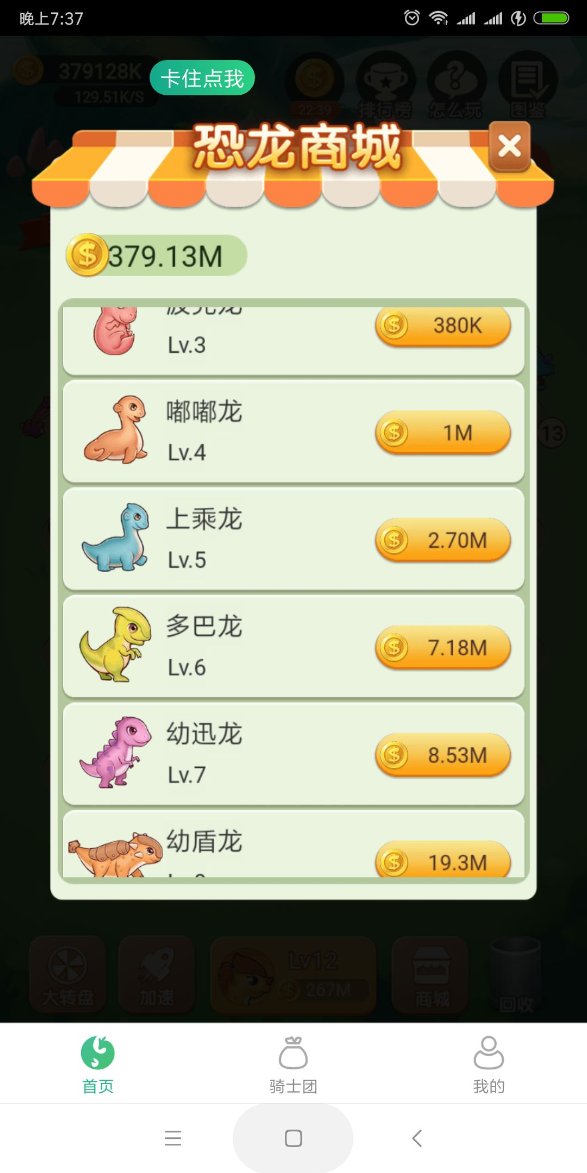 晚上7:37
379128K
卡住点我
129.51K/S
22:39
排行榜
怎么玩
图鉴
恐龙商城
379.13M
Lv.3
380K
嘟嘟龙
Lv.4
1M
上乘龙
Lv.5
2.70M
多巴龙
Lv.6
7.18M
幼迅龙
Lv.7
8.53M
幼盾龙
19.3M
13
大转盘
加速
Lv12
267M
商城
回收
首页
骑士团
我的